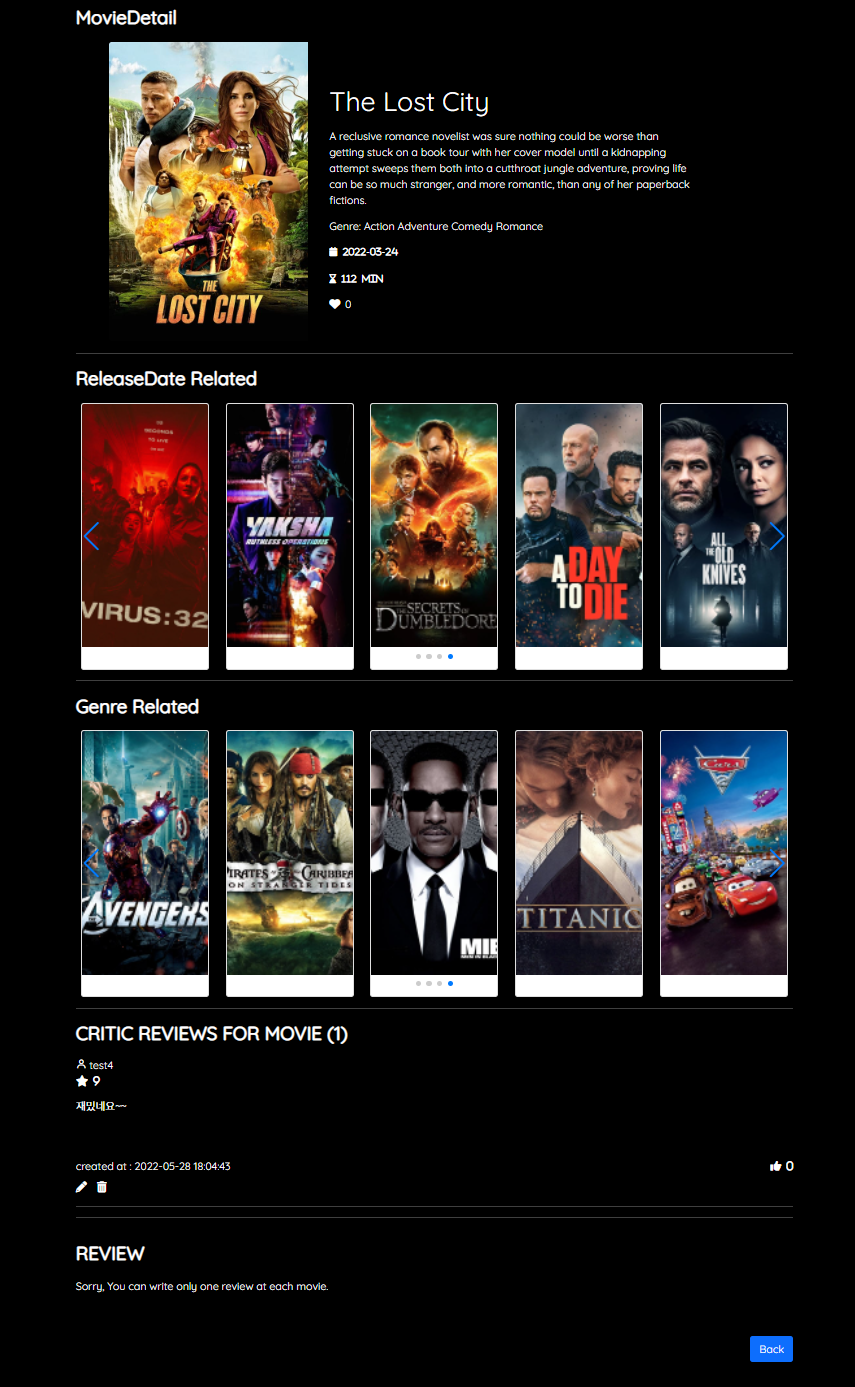 MovieDetail
The Lost City
A reclusive romance novelist was sure nothing could be worse than
getting stuck on a book tour with her cover model until a kidnapping
attempt sweeps them both into a cutthroat jungle adventure, proving life
can be so much stranger, and more romantic, than any of her paperback
fictions.
Genre: Action Adventure Comedy Romance
2022-03-24
112 MIN
0
THE
LOST CITY
ReleaseDate Related
VIRUS:32
YAKSHA
RUTHLESS OPERATIONS
THE SECRETS OF
DUMBLEDORE
A DAY
TO DIE
ALL
THE OLD
KNIVES
Genre Related
AVENGERS
PIRATES OF THE CARIBBEA
ON STRANGER TIDES
MIB
MEN IN BLACK
TITANIC
Cars 2
CRITIC REVIEWS FOR MOVIE (1)
test4
9
재밌네요~~
created at : 2022-05-28 18:04:43
0
REVIEW
Sorry, You can write only one review at each movie.
Back